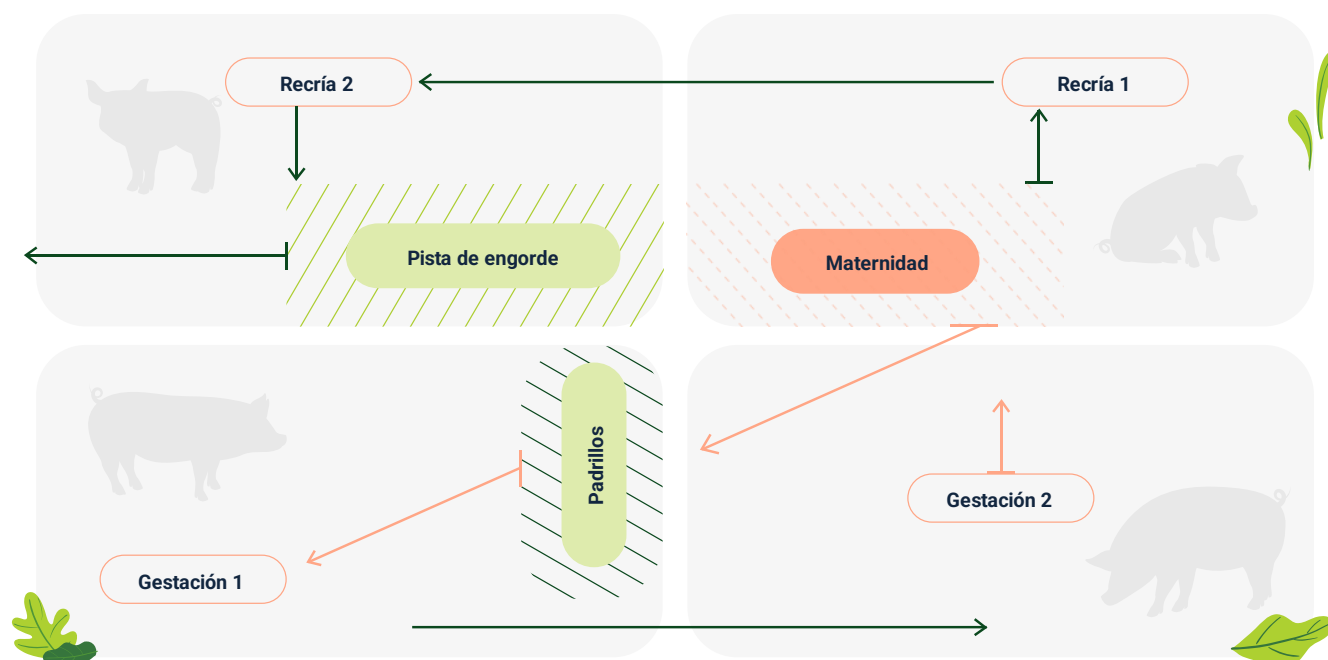 Recría 2
Recría 1
Pista de engorde
Maternidad
Padrillos
Gestación 2
Gestación 1